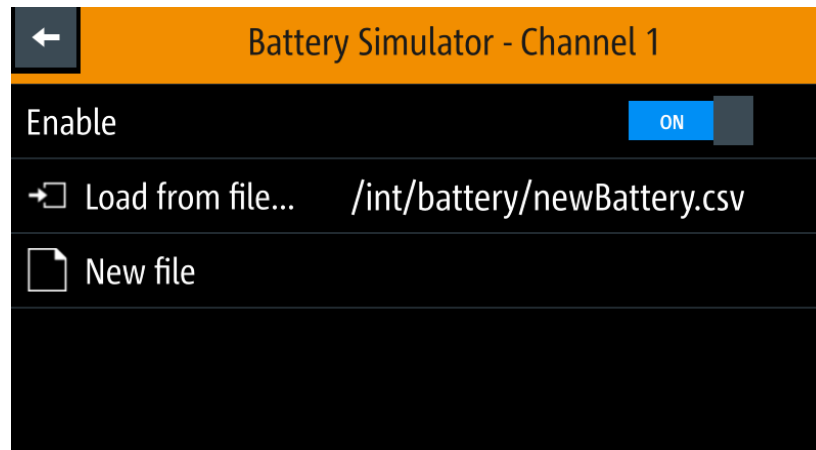 Battery Simulator - Channel 1
Enable ON
Load from file... /int/battery/newBattery.csv
New file